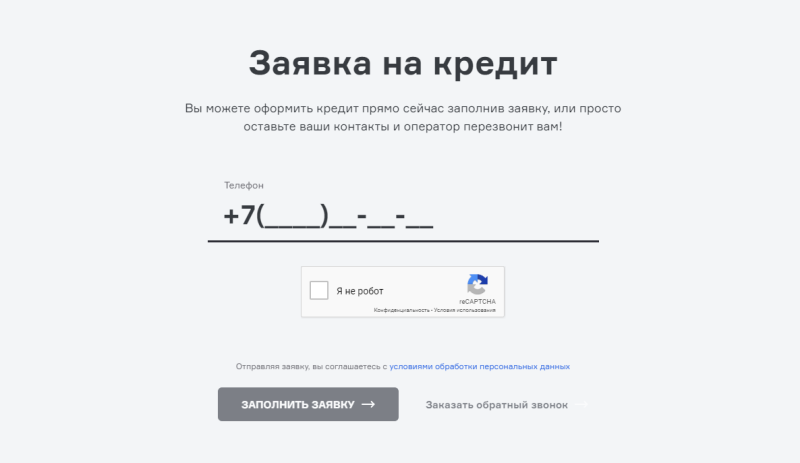 Заявка на кредит
Вы можете оформить кредит прямо сейчас заполнив заявку, или просто
оставьте ваши контакты и оператор перезвонит вам!
Телефон
+7(____)__-__-__
Я не робот
reCAPTCHA
Конфиденциальность - Условия использования
Отправляя заявку, вы соглашаетесь с условиями обработки персональных данных
ЗАПОЛНИТЬ ЗАЯВКУ →
Заказать обратный звонок →